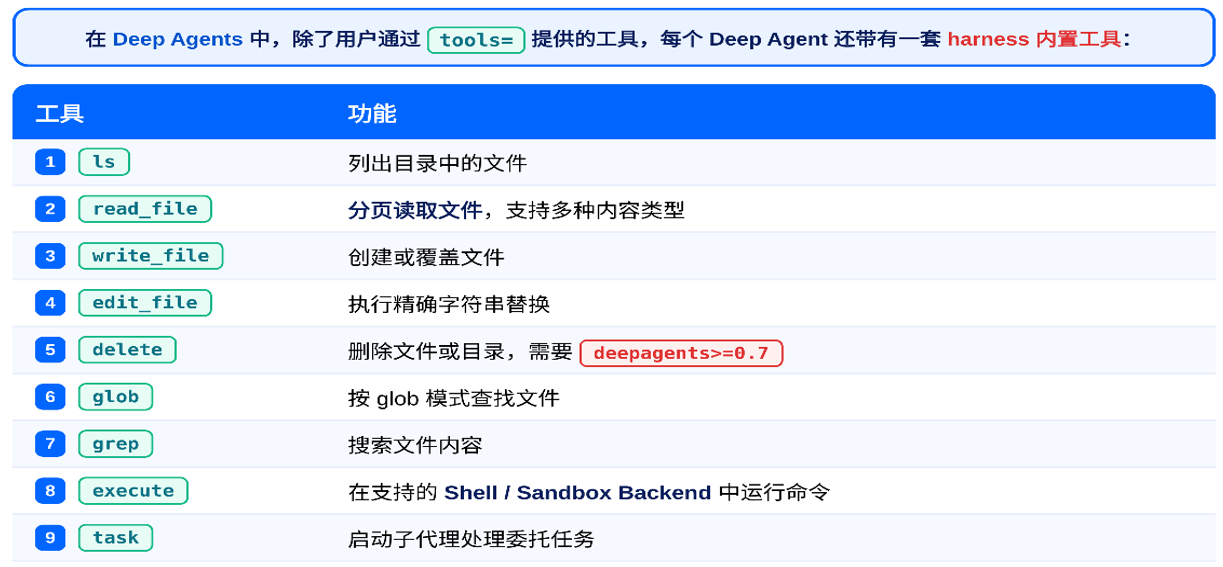 在 Deep Agents 中，除了用户通过 tools= 提供的工具，每个 Deep Agent 还带有一套 harness 内置工具：
工具 功能
1 ls 列出目录中的文件
2 read_file 分页读取文件，支持多种内容类型
3 write_file 创建或覆盖文件
4 edit_file 执行精确字符串替换
5 delete 删除文件或目录，需要 deepagents>=0.7
6 glob 按 glob 模式查找文件
7 grep 搜索文件内容
8 execute 在支持的 Shell / Sandbox Backend 中运行命令
9 task 启动子代理处理委托任务